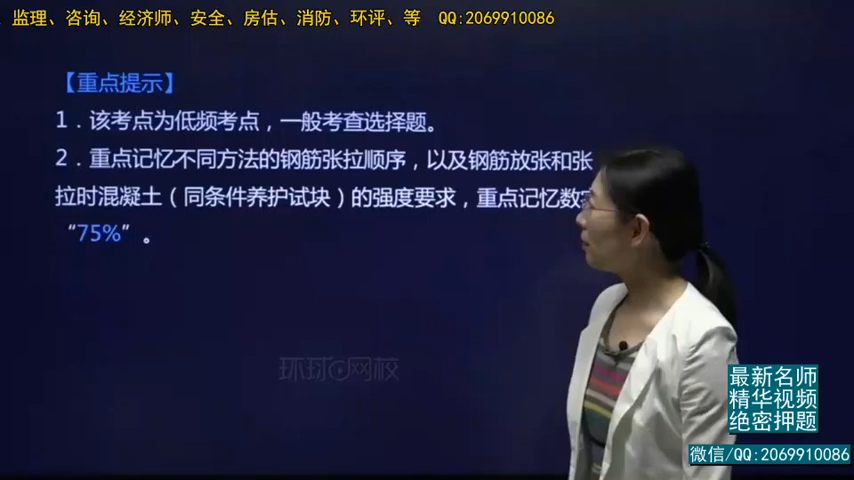 、监理、咨询、经济师、安全、房估、消防、环评、等 QQ:2069910086
【重点提示】
1．该考点为低频考点，一般考查选择题。
2．重点记忆不同方法的钢筋张拉顺序，以及钢筋放张和张
拉时混凝土（同条件养护试块）的强度要求，重点记忆数
“75%”。
环球网校
最新名师
精华视频
绝密押题
微信/QQ:2069910086